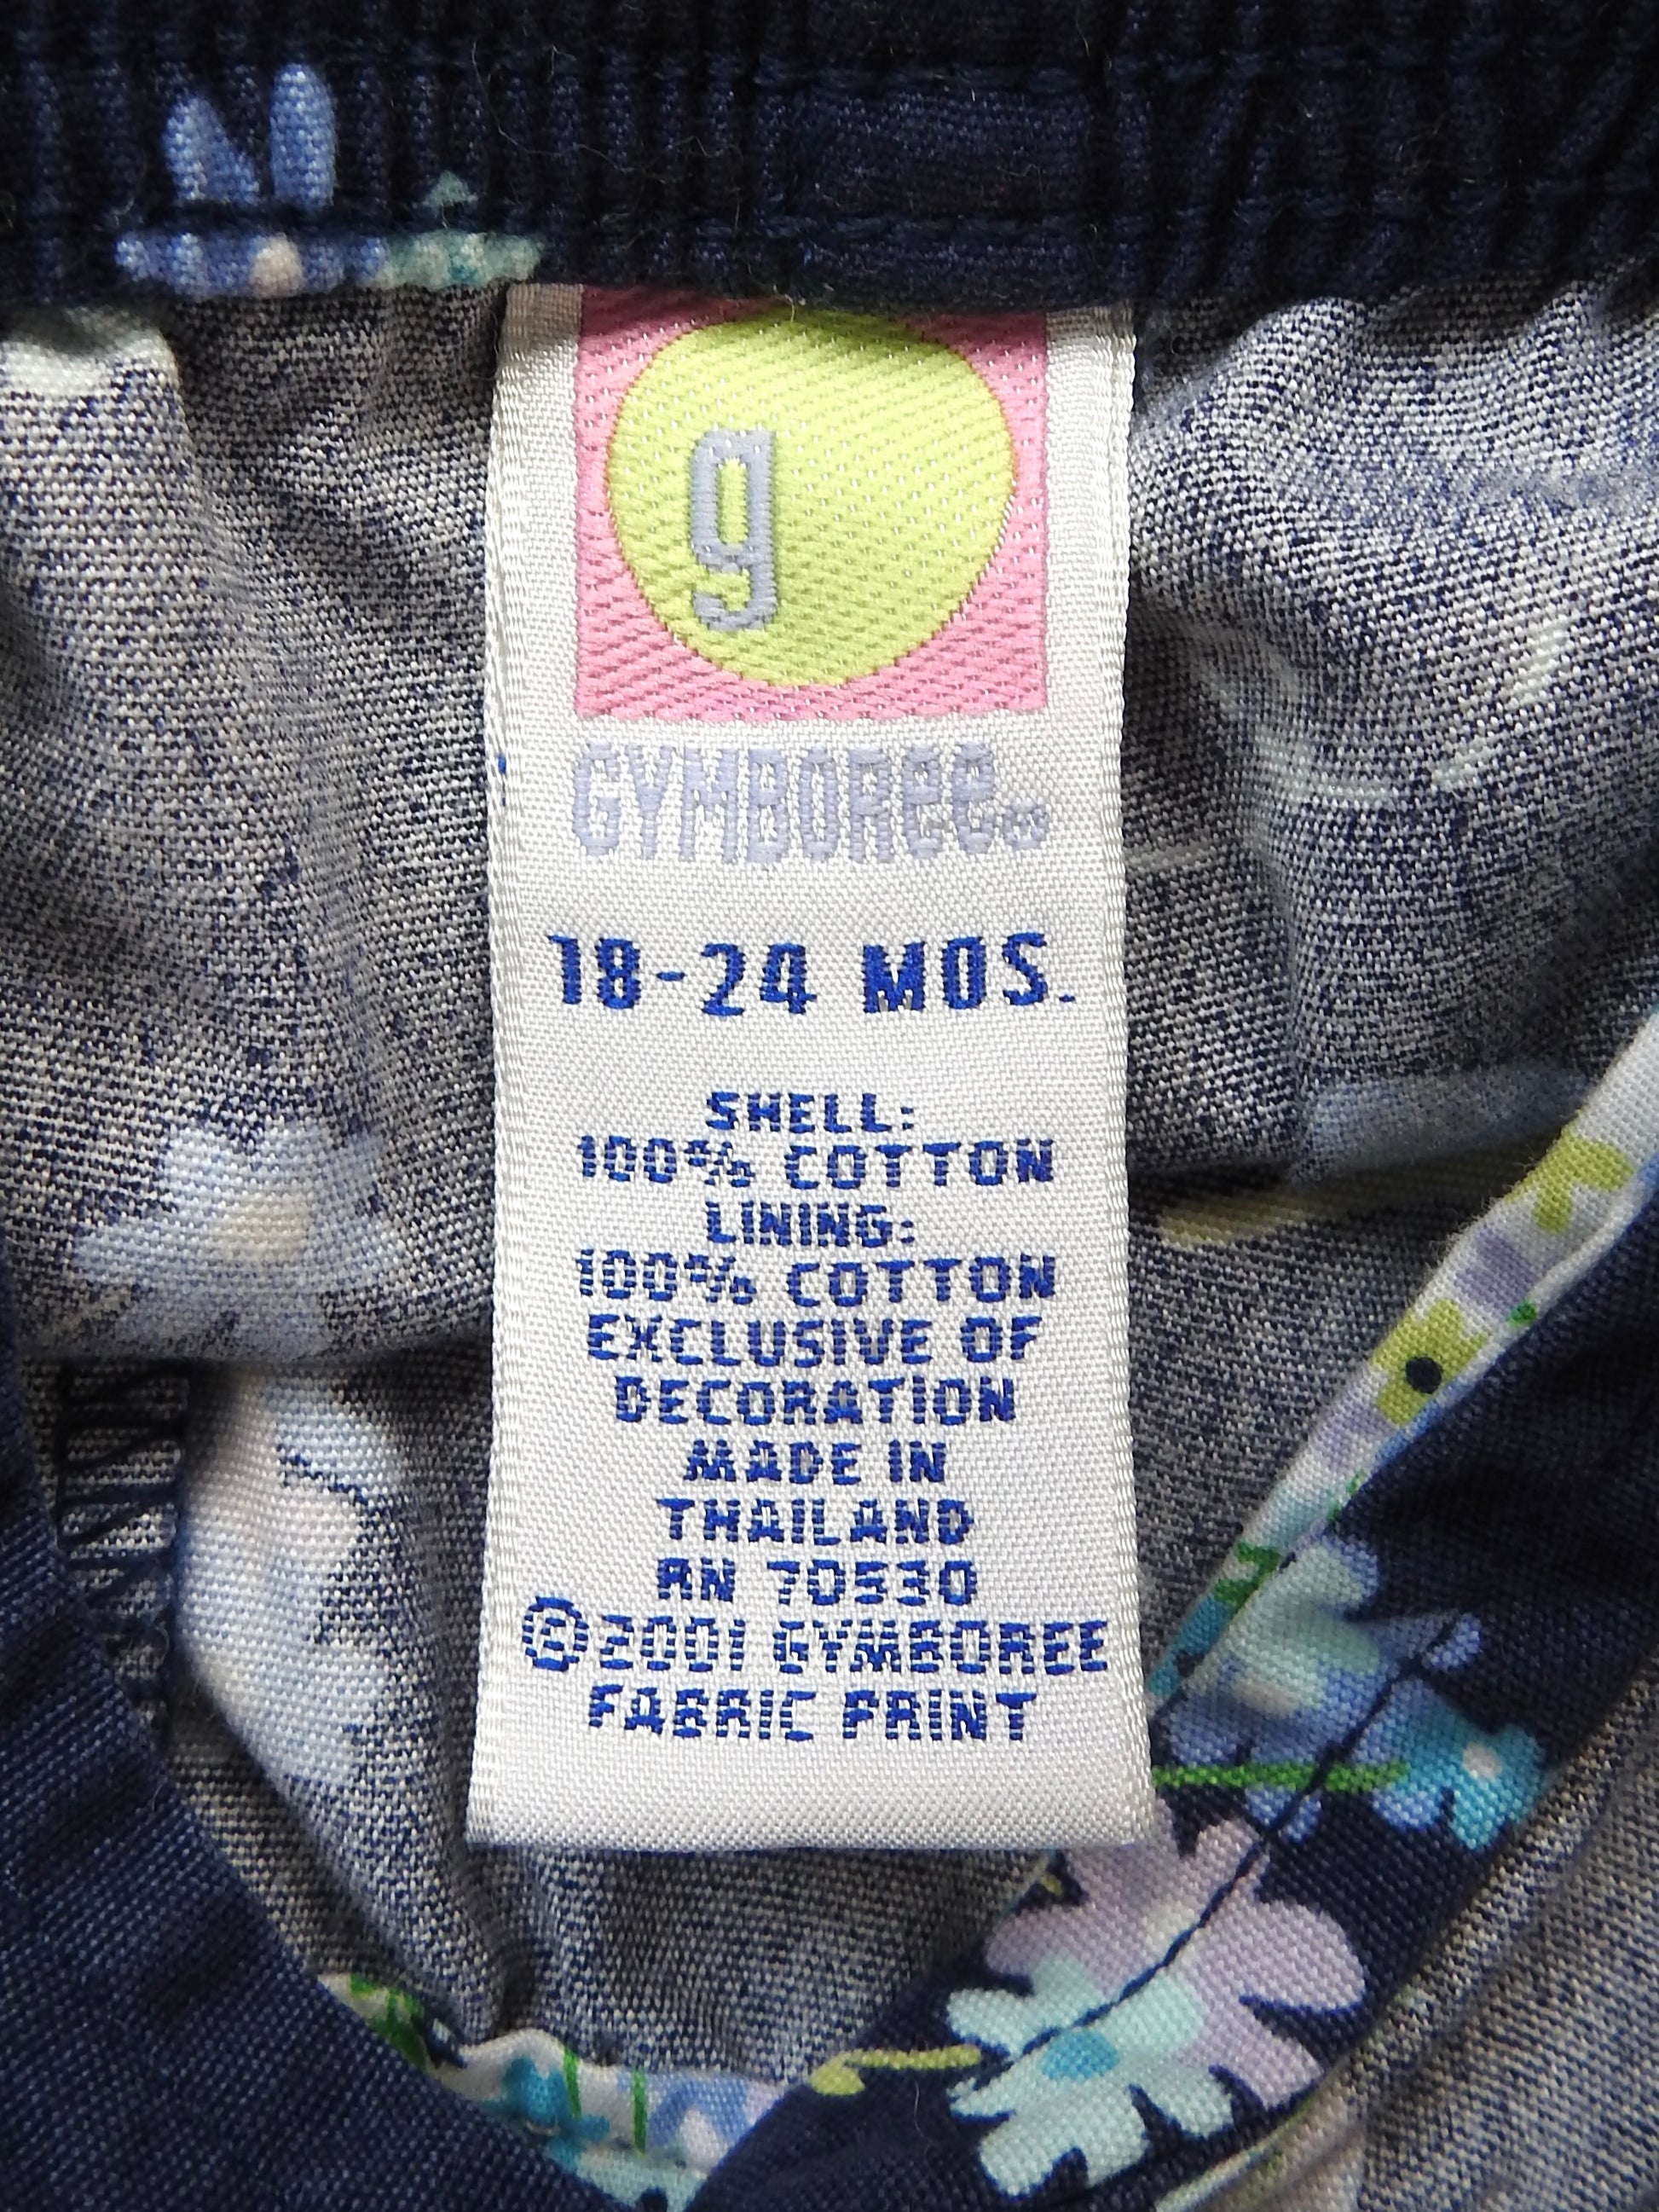 g
GYMBOREE
18-24 MOS.
SHELL:
100% COTTON
LINING:
100% COTTON
EXCLUSIVE OF
DECORATION
MADE IN
THAILAND
RN 70530
©2001 GYMBOREE
FABRIC PRINT